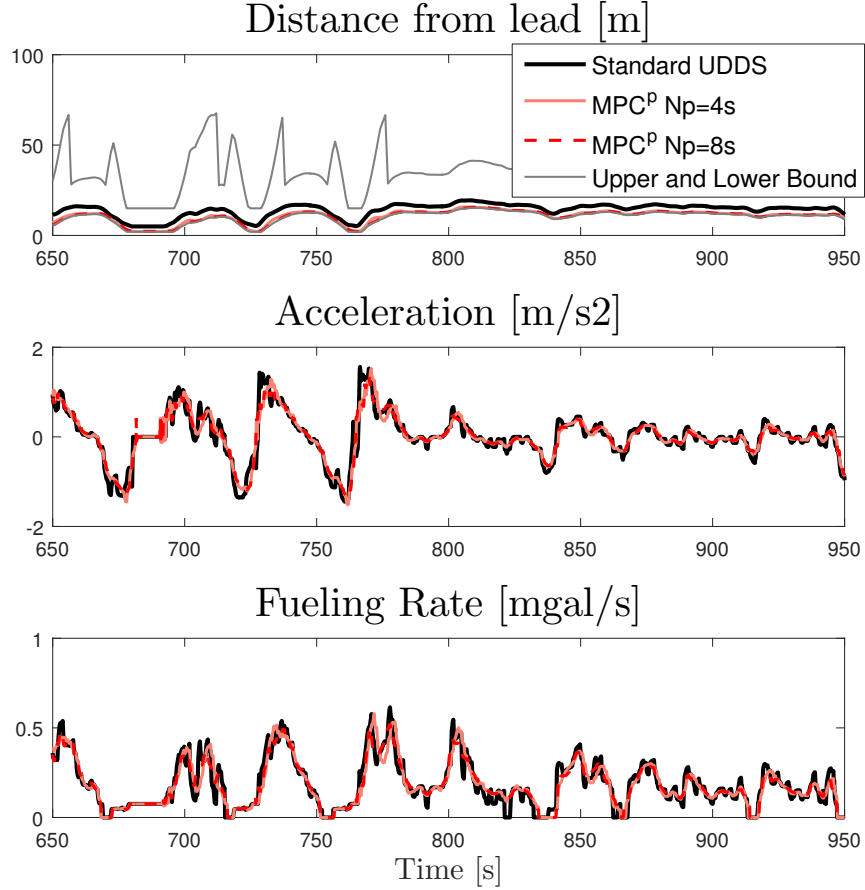 Distance from lead [m]
100
50
0
Standard UDDS
MPCᵖ Np=4s
MPCᵖ Np=8s
Upper and Lower Bound
650 700 750 800 850 900 950
Acceleration [m/s2]
2
0
-2
650 700 750 800 850 900 950
Fueling Rate [mgal/s]
1
0.5
0
650 700 750 800 850 900 950
Time [s]